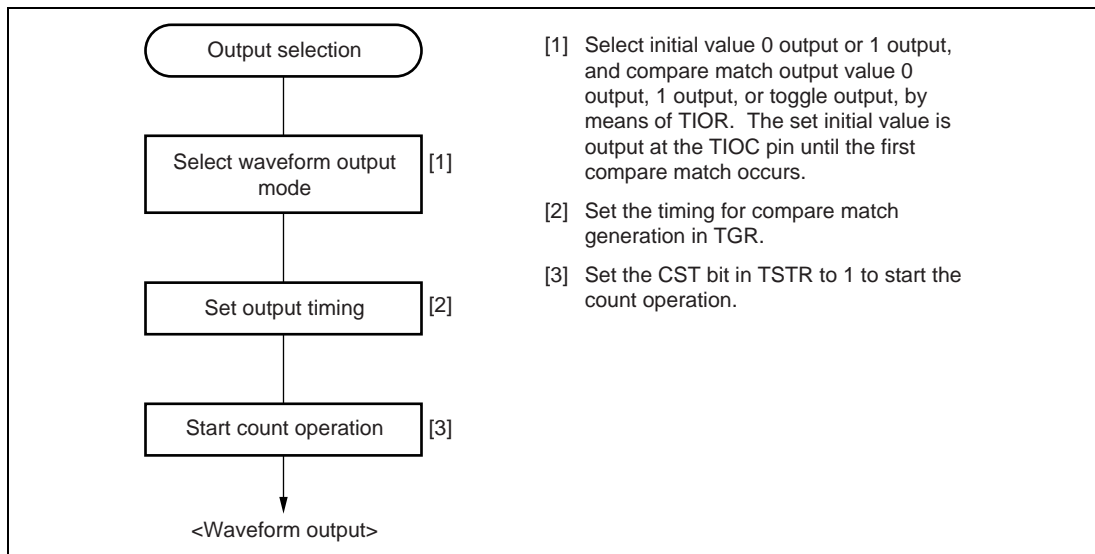 Output selection
Select waveform output
mode
[1]
Set output timing
[2]
Start count operation
[3]
<Waveform output>
[1] Select initial value 0 output or 1 output,
and compare match output value 0
output, 1 output, or toggle output, by
means of TIOR. The set initial value is
output at the TIOC pin until the first
compare match occurs.
[2] Set the timing for compare match
generation in TGR.
[3] Set the CST bit in TSTR to 1 to start the
count operation.